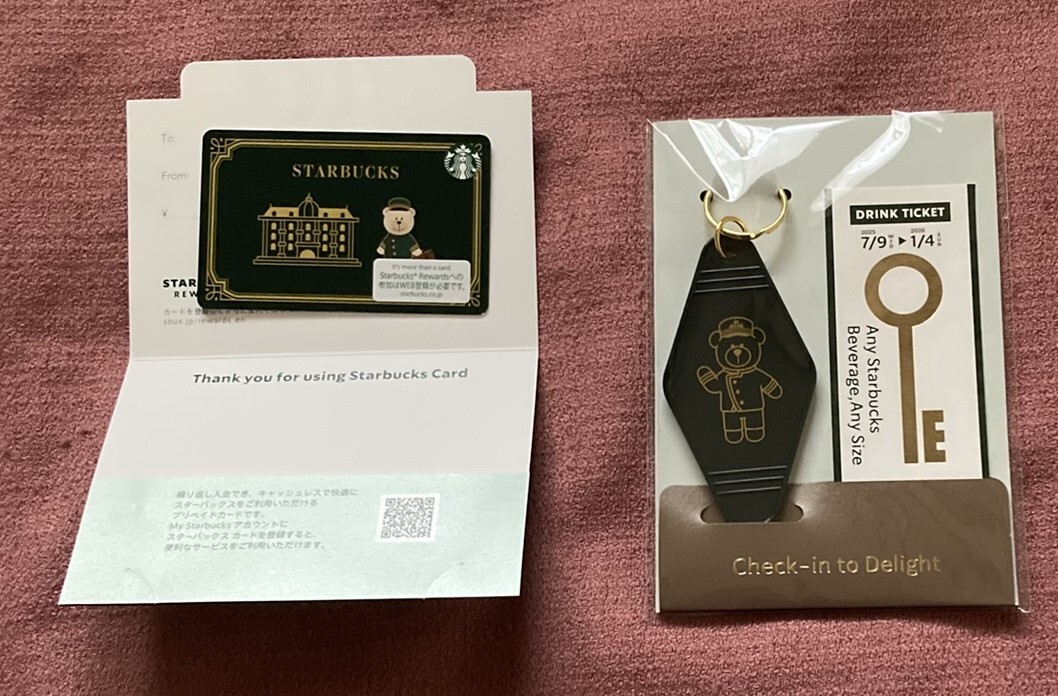 To:
From:
¥
STARBUCKS
It's more than a card.
Starbucks® Rewardsへの
参加はWEB登録が必要です。
starbucks.co.jp
STAR
REW
sbux.jp/rewards_en
Thank you for using Starbucks Card
繰り返し入金でき、キャッシュレスで快適に
スターバックスをご利用いただける
プリペイドカードです。
My Starbucks アカウントに
スターバックス カードを登録すると、
便利なサービスをご利用いただけます。
DRINK TICKET
2025 2026
7/9 WED ▶ 1/4 SUN
Any Starbucks
Beverage, Any Size
Check-in to Delight